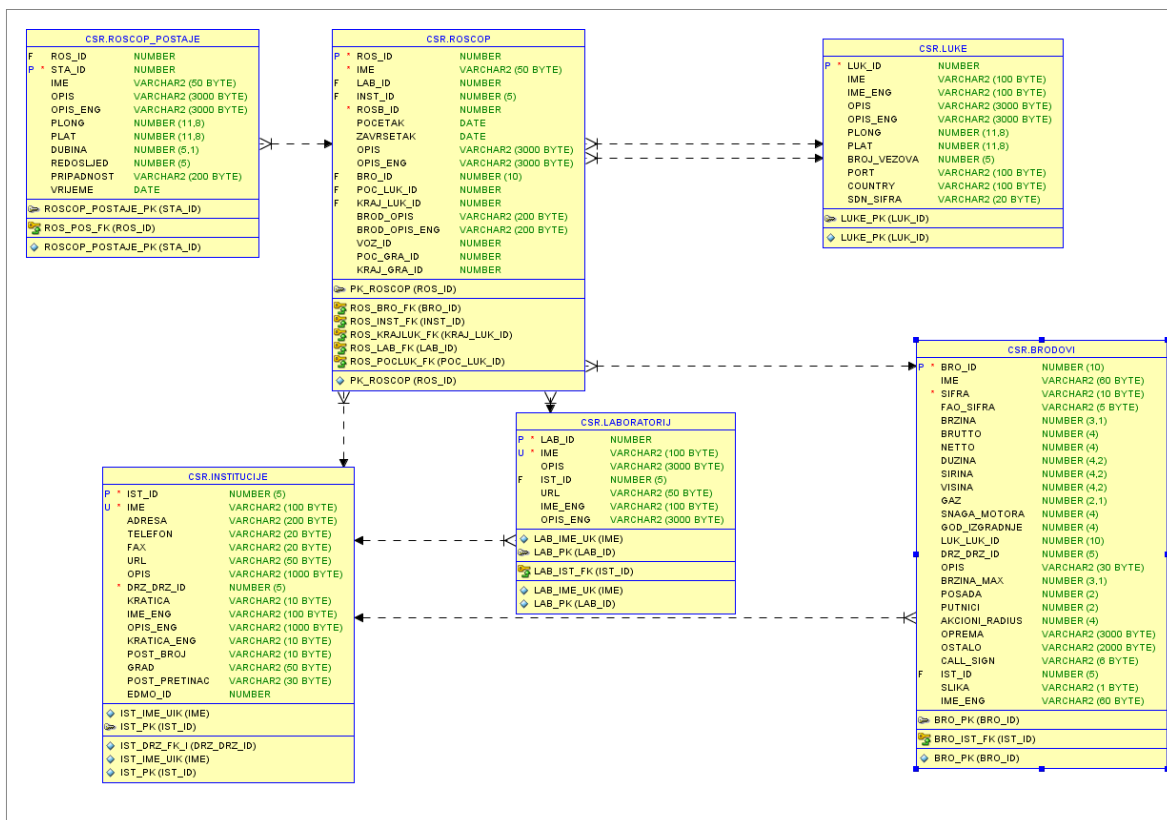 CSR.ROSCOP_POSTAJE
F ROS_ID NUMBER
P * STA_ID NUMBER
IME VARCHAR2 (50 BYTE)
OPIS VARCHAR2 (3000 BYTE)
OPIS_ENG VARCHAR2 (3000 BYTE)
PLONG NUMBER (11,8)
PLAT NUMBER (11,8)
DUBINA NUMBER (5,1)
REDOSLJED NUMBER (5)
PRIPADNOST VARCHAR2 (200 BYTE)
VRIJEME DATE
ROSCOP_POSTAJE_PK (STA_ID)
ROS_POS_FK (ROS_ID)
ROSCOP_POSTAJE_PK (STA_ID)
CSR.ROSCOP
P * ROS_ID NUMBER
* IME VARCHAR2 (50 BYTE)
F LAB_ID NUMBER
F INST_ID NUMBER (5)
* ROSB_ID NUMBER
POCETAK DATE
ZAVRSETAK DATE
OPIS VARCHAR2 (3000 BYTE)
OPIS_ENG VARCHAR2 (3000 BYTE)
F BRO_ID NUMBER (10)
F POC_LUK_ID NUMBER
F KRAJ_LUK_ID NUMBER
BROD_OPIS VARCHAR2 (200 BYTE)
BROD_OPIS_ENG VARCHAR2 (200 BYTE)
VOZ_ID NUMBER
POC_GRA_ID NUMBER
KRAJ_GRA_ID NUMBER
PK_ROSCOP (ROS_ID)
ROS_BRO_FK (BRO_ID)
ROS_INST_FK (INST_ID)
ROS_KRAJLUK_FK (KRAJ_LUK_ID)
ROS_LAB_FK (LAB_ID)
ROS_POCLUK_FK (POC_LUK_ID)
PK_ROSCOP (ROS_ID)
CSR.LUKE
P * LUK_ID NUMBER
IME VARCHAR2 (100 BYTE)
IME_ENG VARCHAR2 (100 BYTE)
OPIS VARCHAR2 (3000 BYTE)
OPIS_ENG VARCHAR2 (3000 BYTE)
PLONG NUMBER (11,8)
PLAT NUMBER (11,8)
BROJ_VEZOVA NUMBER (5)
PORT VARCHAR2 (100 BYTE)
COUNTRY VARCHAR2 (100 BYTE)
SDN_SIFRA VARCHAR2 (20 BYTE)
LUKE_PK (LUK_ID)
LUKE_PK (LUK_ID)
CSR.BRODOVI
P * BRO_ID NUMBER (10)
IME VARCHAR2 (60 BYTE)
* SIFRA VARCHAR2 (10 BYTE)
FAO_SIFRA VARCHAR2 (5 BYTE)
BRZINA NUMBER (3,1)
BRUTTO NUMBER (4)
NETTO NUMBER (4)
DUZINA NUMBER (4,2)
SIRINA NUMBER (4,2)
VISINA NUMBER (4,2)
GAZ NUMBER (2,1)
SNAGA_MOTORA NUMBER (4)
GOD_IZGRADNJE NUMBER (4)
LUK_LUK_ID NUMBER (10)
DRZ_DRZ_ID NUMBER (5)
OPIS VARCHAR2 (30 BYTE)
BRZINA_MAX NUMBER (3,1)
POSADA NUMBER (2)
PUTNICI NUMBER (2)
AKCIONI_RADIUS NUMBER (4)
OPREMA VARCHAR2 (3000 BYTE)
OSTALO VARCHAR2 (2000 BYTE)
CALL_SIGN VARCHAR2 (6 BYTE)
F IST_ID NUMBER (5)
SLIKA VARCHAR2 (1 BYTE)
IME_ENG VARCHAR2 (60 BYTE)
BRO_PK (BRO_ID)
BRO_IST_FK (IST_ID)
BRO_PK (BRO_ID)
CSR.LABORATORIJ
P * LAB_ID NUMBER
U * IME VARCHAR2 (100 BYTE)
OPIS VARCHAR2 (3000 BYTE)
F IST_ID NUMBER (5)
URL VARCHAR2 (50 BYTE)
IME_ENG VARCHAR2 (100 BYTE)
OPIS_ENG VARCHAR2 (3000 BYTE)
LAB_IME_UK (IME)
LAB_PK (LAB_ID)
LAB_IST_FK (IST_ID)
LAB_IME_UK (IME)
LAB_PK (LAB_ID)
CSR.INSTITUCIJE
P * IST_ID NUMBER (5)
U * IME VARCHAR2 (100 BYTE)
ADRESA VARCHAR2 (200 BYTE)
TELEFON VARCHAR2 (20 BYTE)
FAX VARCHAR2 (20 BYTE)
URL VARCHAR2 (50 BYTE)
OPIS VARCHAR2 (1000 BYTE)
* DRZ_DRZ_ID NUMBER (5)
KRATICA VARCHAR2 (10 BYTE)
IME_ENG VARCHAR2 (100 BYTE)
OPIS_ENG VARCHAR2 (1000 BYTE)
KRATICA_ENG VARCHAR2 (10 BYTE)
POST_BROJ VARCHAR2 (10 BYTE)
GRAD VARCHAR2 (50 BYTE)
POST_PRETINAC VARCHAR2 (30 BYTE)
EDMO_ID NUMBER
IST_IME_UIK (IME)
IST_PK (IST_ID)
IST_DRZ_FK_I (DRZ_DRZ_ID)
IST_IME_UIK (IME)
IST_PK (IST_ID)